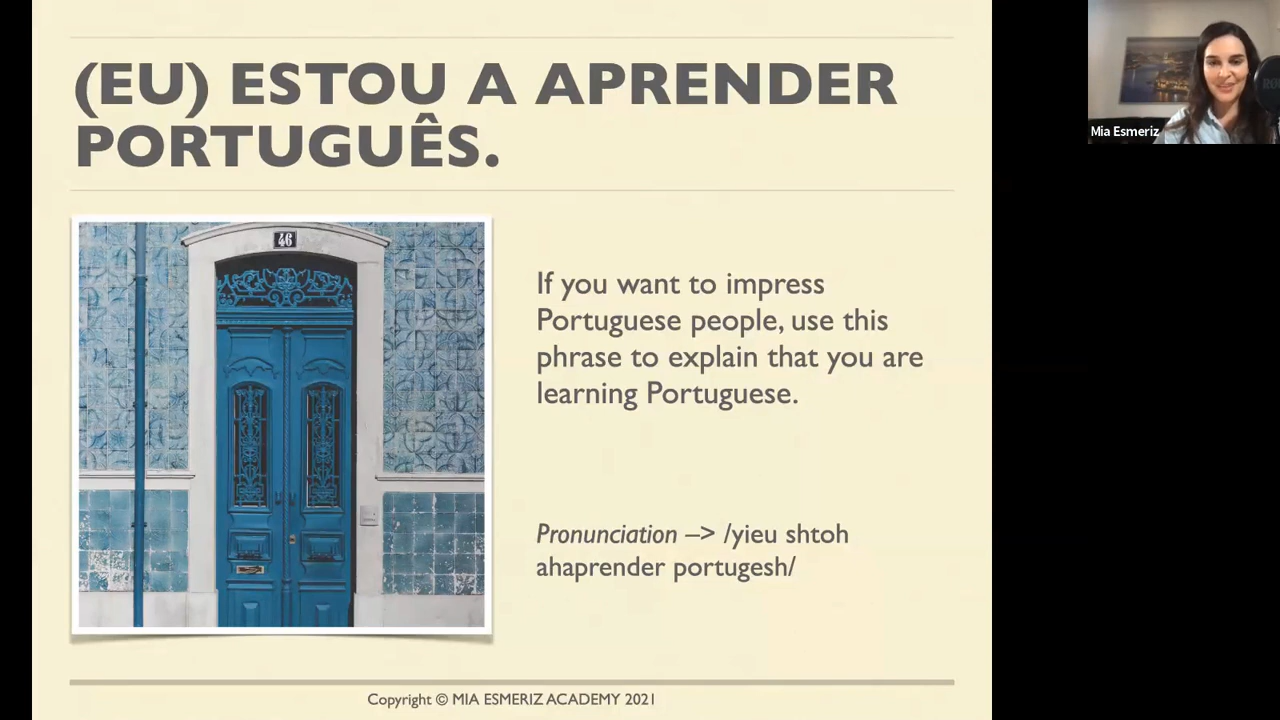 (EU) ESTOU A APRENDER
PORTUGUÊS.
46
If you want to impress
Portuguese people, use this
phrase to explain that you are
learning Portuguese.
Pronunciation –> /yieu shtoh
ahaprender portugesh/
Copyright © MIA ESMERIZ ACADEMY 2021
Mia Esmeriz